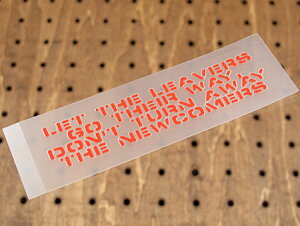 LET THE LEAVERS
GO THEIR WAY
DON'T TURN AWAY
THE NEWCOMERS